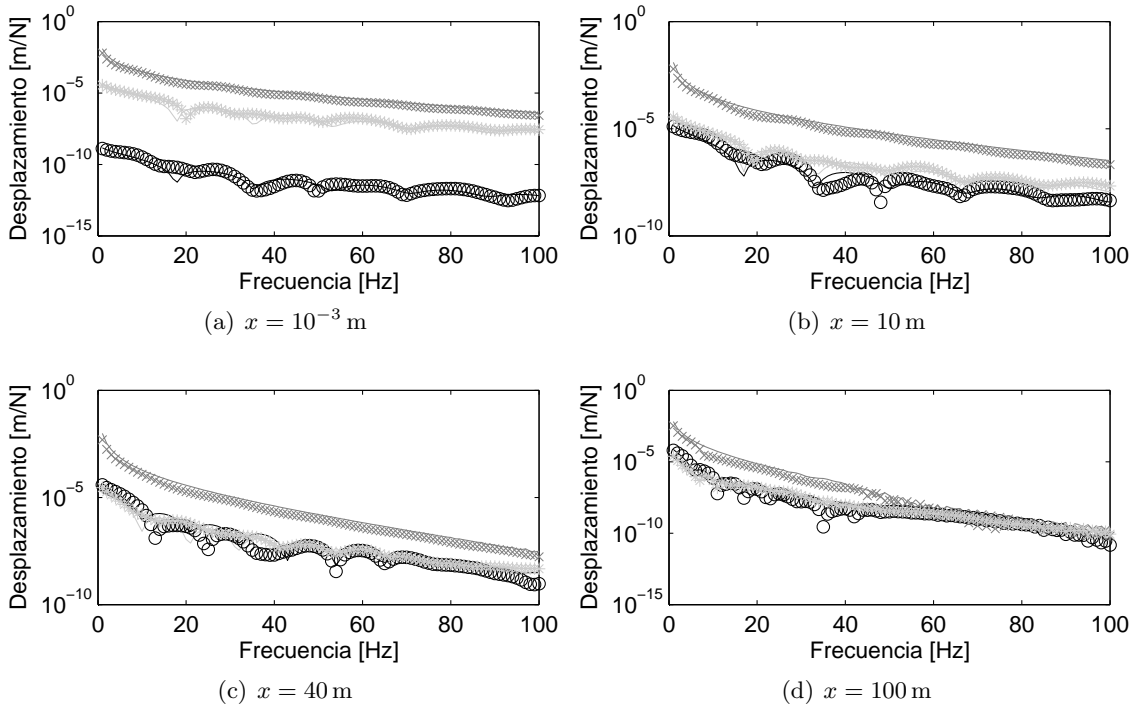 Desplazamiento [m/N]
10^0
10^-5
10^-10
10^-15
0 20 40 60 80 100
Frecuencia [Hz]
(a) x = 10^-3 m
Desplazamiento [m/N]
10^0
10^-5
10^-10
0 20 40 60 80 100
Frecuencia [Hz]
(b) x = 10 m
Desplazamiento [m/N]
10^0
10^-5
10^-10
0 20 40 60 80 100
Frecuencia [Hz]
(c) x = 40 m
Desplazamiento [m/N]
10^0
10^-5
10^-10
10^-15
0 20 40 60 80 100
Frecuencia [Hz]
(d) x = 100 m